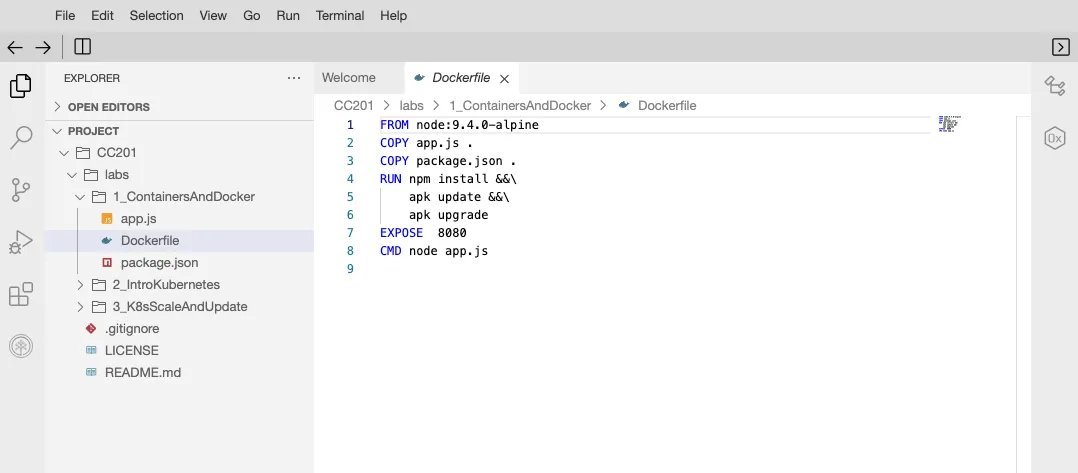 File Edit Selection View Go Run Terminal Help
EXPLORER ...
OPEN EDITORS
PROJECT
CC201
labs
1_ContainersAndDocker
app.js
Dockerfile
package.json
2_IntroKubernetes
3_K8sScaleAndUpdate
.gitignore
LICENSE
README.md
Welcome Dockerfile
CC201 > labs > 1_ContainersAndDocker > Dockerfile
1 FROM node:9.4.0-alpine
2 COPY app.js .
3 COPY package.json .
4 RUN npm install &&\
5 apk update &&\
6 apk upgrade
7 EXPOSE  8080
8 CMD node app.js
9
0x